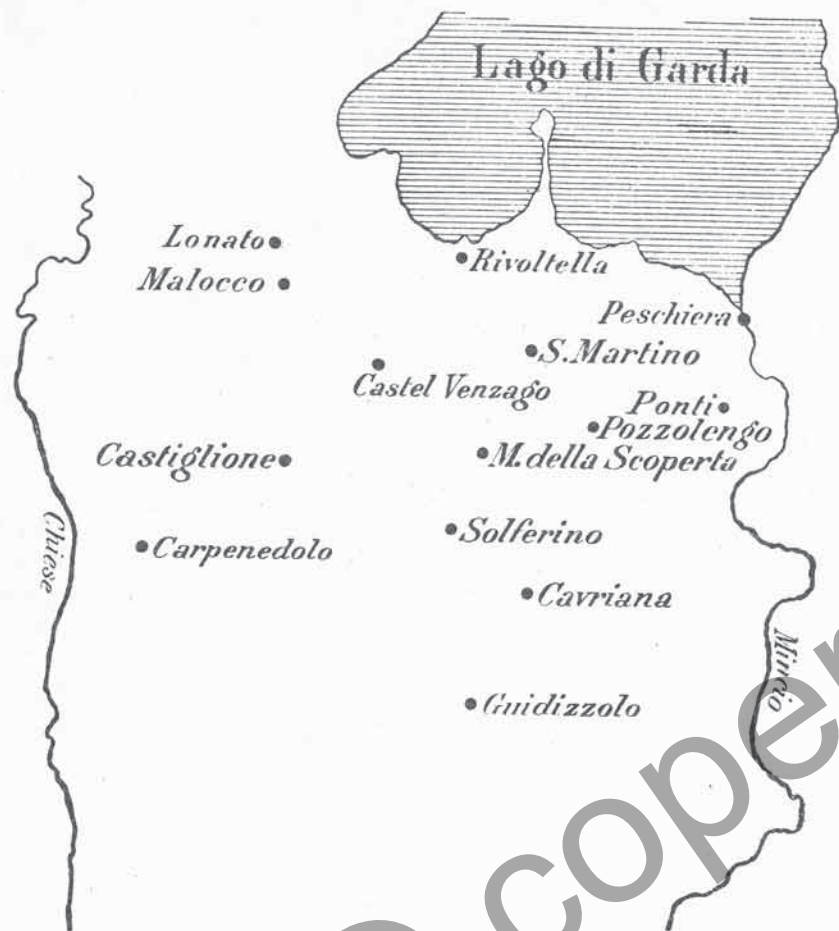 Lago di Garda
Lonato
Rivoltella
Malocco
Peschiera
S. Martino
Castel Venzago
Ponti
Pozzolengo
Castiglione
M. della Scoperta
Chiese
Solferino
Carpenedolo
Cavriana
Mincio
Guidizzolo